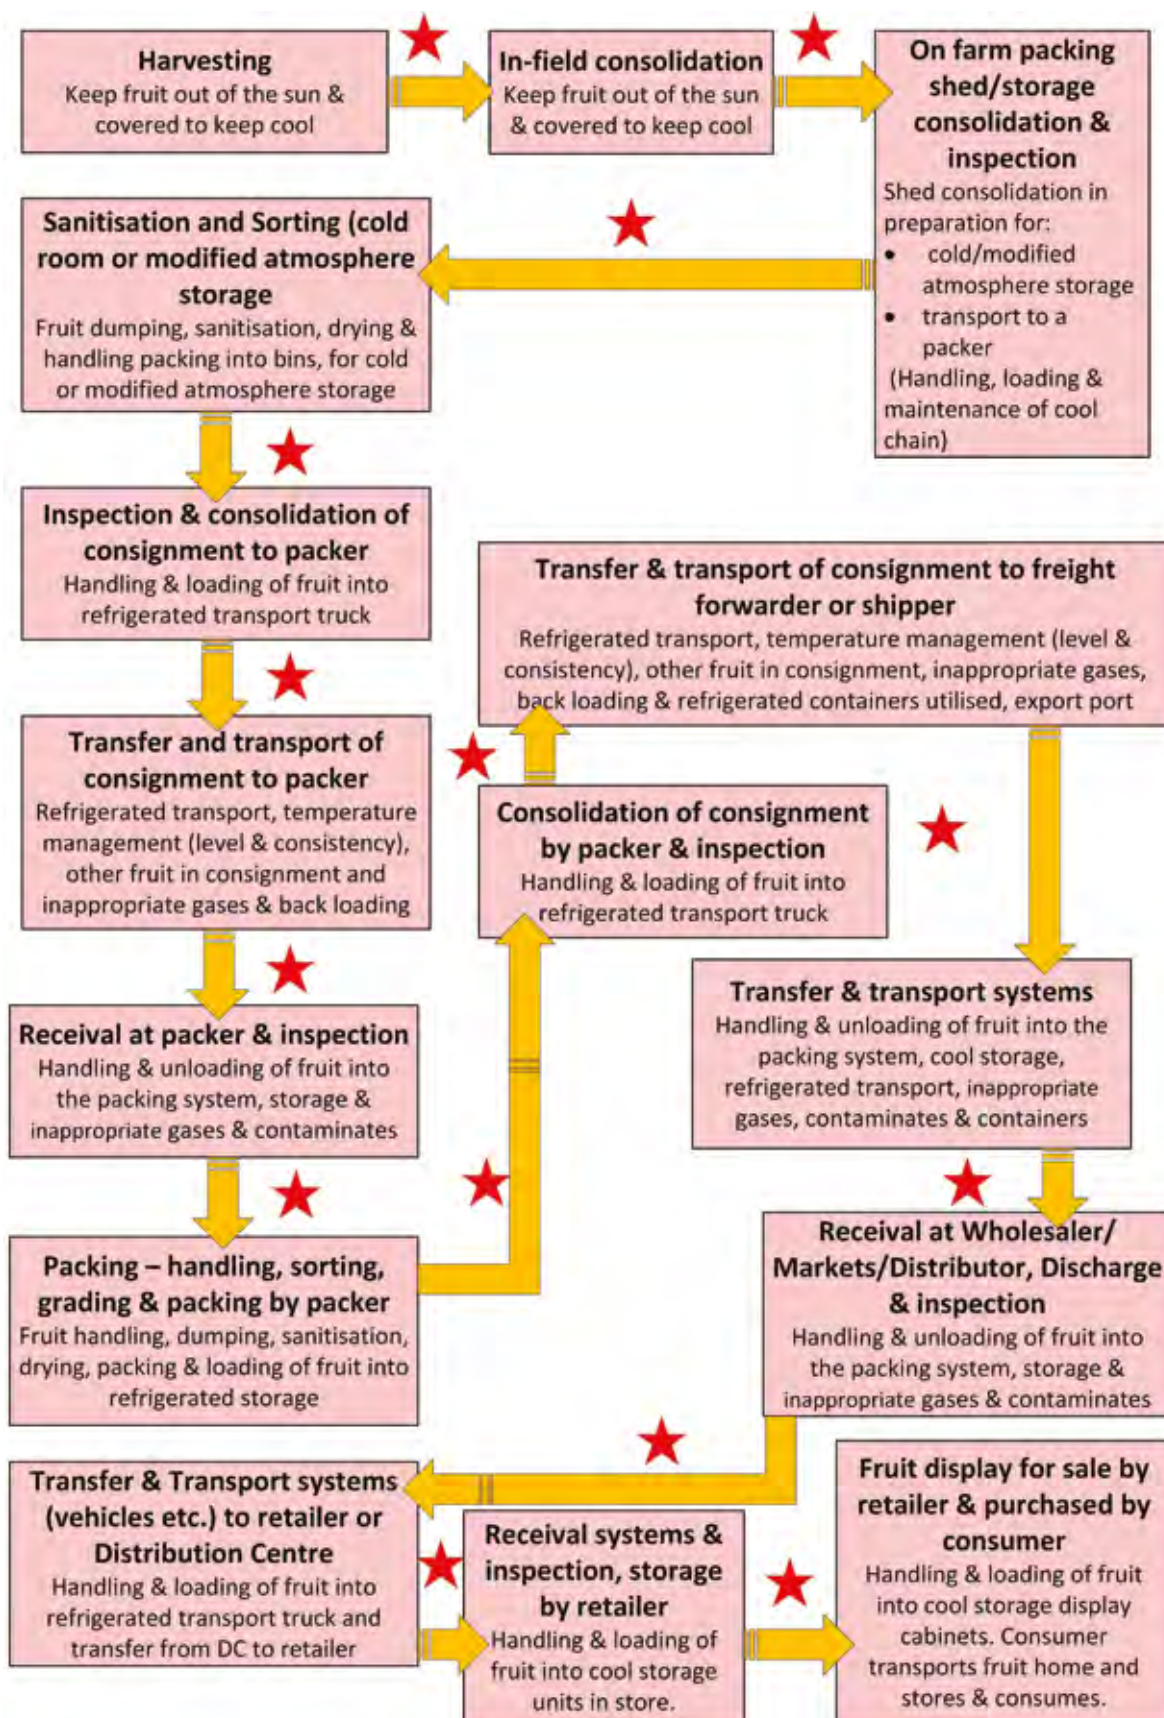 Harvesting
Keep fruit out of the sun &
covered to keep cool
In-field consolidation
Keep fruit out of the sun
& covered to keep cool
On farm packing
shed/storage
consolidation &
inspection
Shed consolidation in
preparation for:
• cold/modified
atmosphere storage
• transport to a
packer
(Handling, loading &
maintenance of cool
chain)
Sanitisation and Sorting (cold
room or modified atmosphere
storage
Fruit dumping, sanitisation, drying &
handling packing into bins, for cold
or modified atmosphere storage
Inspection & consolidation of
consignment to packer
Handling & loading of fruit into
refrigerated transport truck
Transfer and transport of
consignment to packer
Refrigerated transport, temperature
management (level & consistency),
other fruit in consignment and
inappropriate gases & back loading
Receival at packer & inspection
Handling & unloading of fruit into
the packing system, storage &
inappropriate gases & contaminates
Packing – handling, sorting,
grading & packing by packer
Fruit handling, dumping, sanitisation,
drying, packing & loading of fruit into
refrigerated storage
Consolidation of consignment
by packer & inspection
Handling & loading of fruit into
refrigerated transport truck
Transfer & transport of consignment to freight
forwarder or shipper
Refrigerated transport, temperature management (level &
consistency), other fruit in consignment, inappropriate gases,
back loading & refrigerated containers utilised, export port
Transfer & transport systems
Handling & unloading of fruit into the
packing system, cool storage,
refrigerated transport, inappropriate
gases, contaminates & containers
Receival at Wholesaler/
Markets/Distributor, Discharge
& inspection
Handling & unloading of fruit into
the packing system, storage &
inappropriate gases & contaminates
Transfer & Transport systems
(vehicles etc.) to retailer or
Distribution Centre
Handling & loading of fruit into
refrigerated transport truck and
transfer from DC to retailer
Receival systems &
inspection, storage
by retailer
Handling & loading of
fruit into cool storage
units in store.
Fruit display for sale by
retailer & purchased by
consumer
Handling & loading of fruit
into cool storage display
cabinets. Consumer
transports fruit home and
stores & consumes.